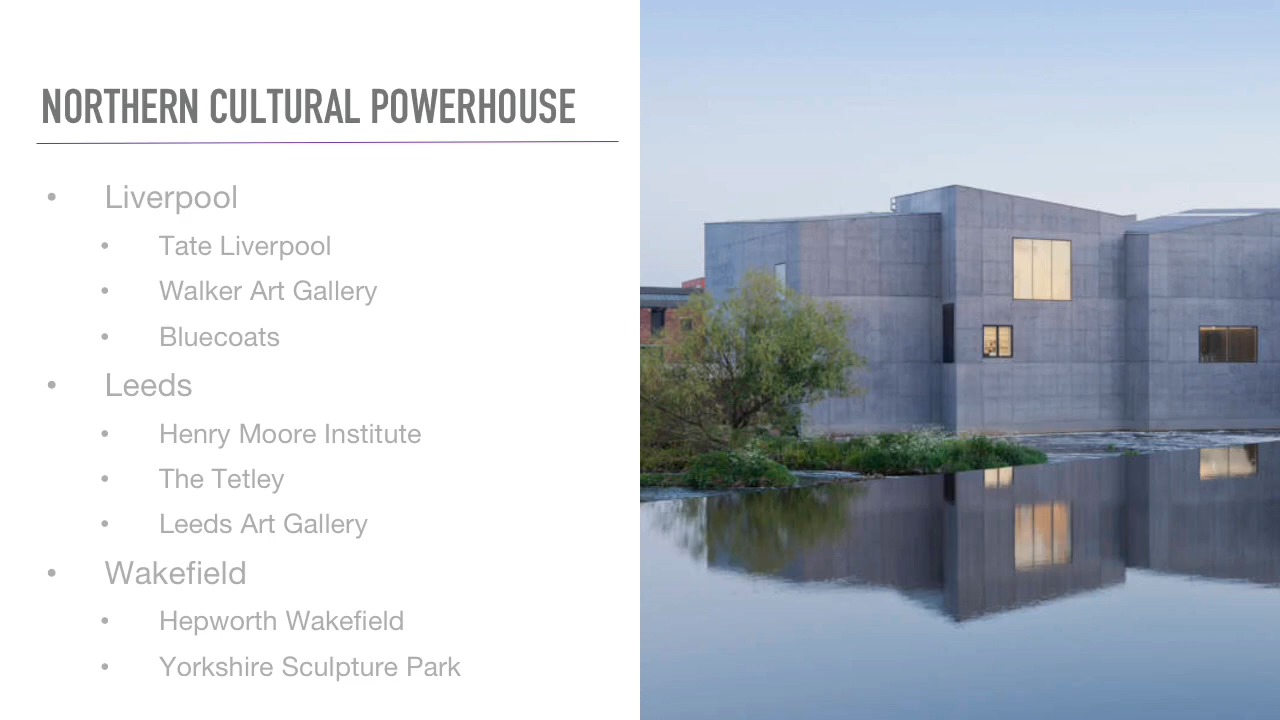 NORTHERN CULTURAL POWERHOUSE
• Liverpool
• Tate Liverpool
• Walker Art Gallery
• Bluecoats
• Leeds
• Henry Moore Institute
• The Tetley
• Leeds Art Gallery
• Wakefield
• Hepworth Wakefield
• Yorkshire Sculpture Park